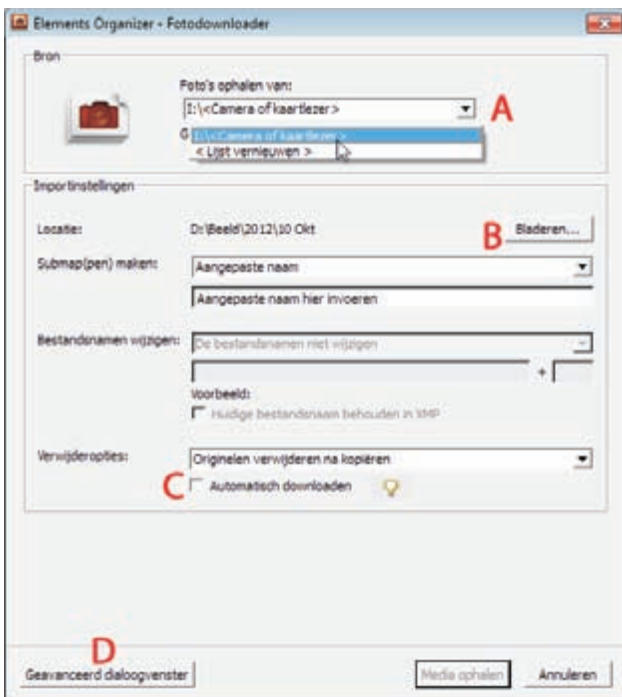 Elements Organizer - Fotodownloader
Bron
Foto's ophalen van:
I:\<Camera of kaartlezer>
A
G
I:\<Camera of kaartlezer>
< Lijst vernieuwen >
Importinstellingen
Locatie: D:\Beeld\2012\10 Okt B Bladeren...
Submap(pen) maken: Aangepaste naam
Aangepaste naam hier invoeren
Bestandsnamen wijzigen: De bestandsnamen niet wijzigen
+
Voorbeeld:
Huidige bestandsnaam behouden in XMP
Verwijderopties: Originelen verwijderen na kopiëren
C Automatisch downloaden
D
Geavanceerd dialoogvenster Media ophalen Annuleren